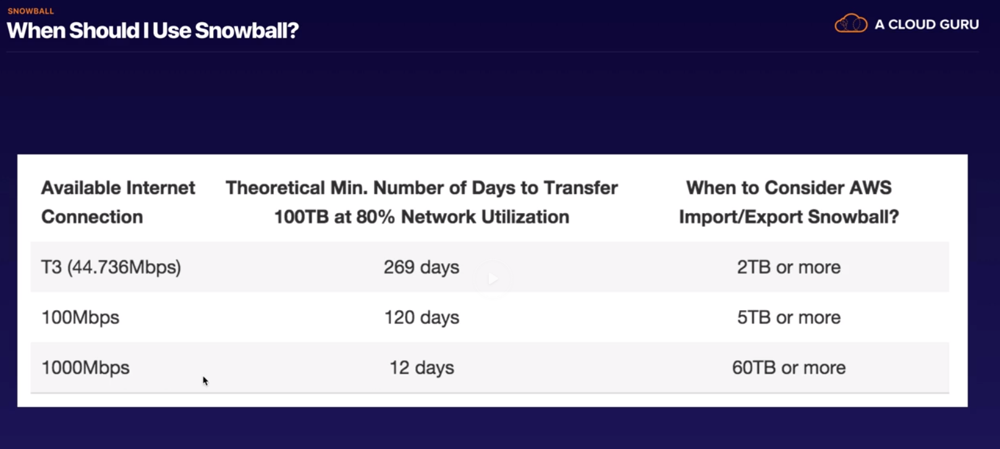 SNOWBALL
When Should I Use Snowball?
A CLOUD GURU
Available Internet Connection
Theoretical Min. Number of Days to Transfer 100TB at 80% Network Utilization
When to Consider AWS Import/Export Snowball?
T3 (44.736Mbps) 269 days 2TB or more
100Mbps 120 days 5TB or more
1000Mbps 12 days 60TB or more